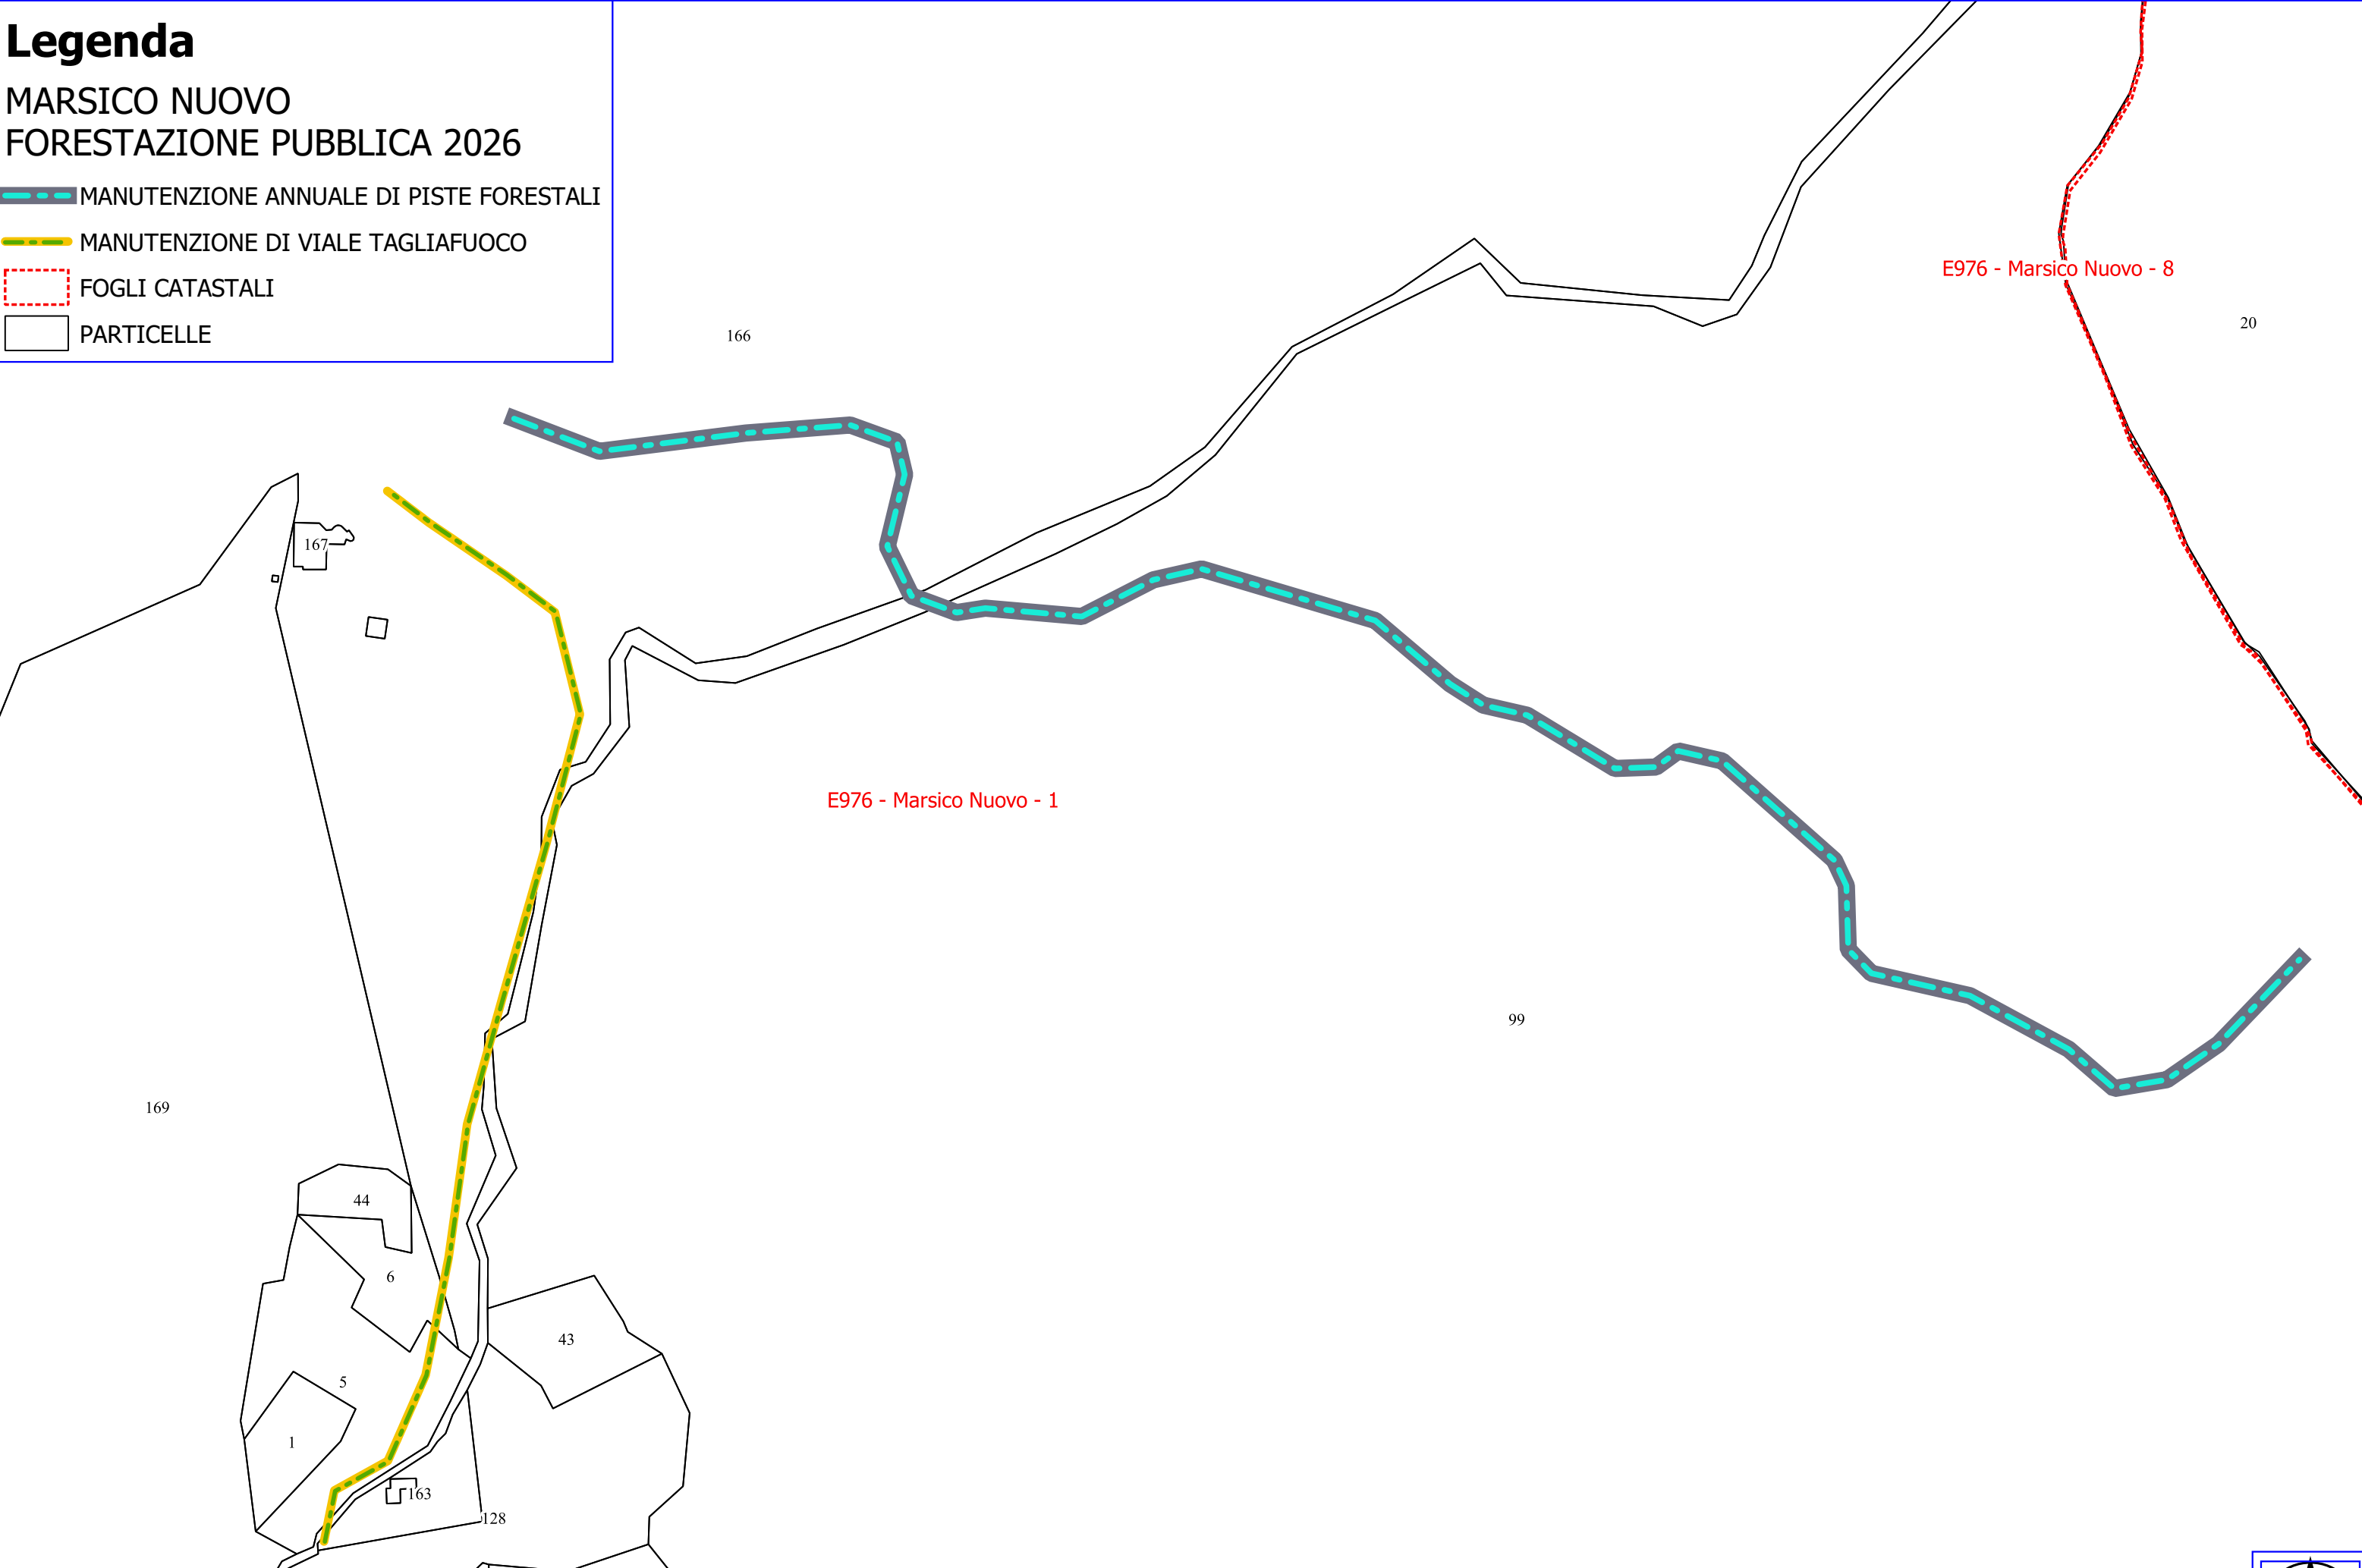 Legenda
MARSICO NUOVO
FORESTAZIONE PUBBLICA 2026
MANUTENZIONE ANNUALE DI PISTE FORESTALI
MANUTENZIONE DI VIALE TAGLIAFUOCO
FOGLI CATASTALI
PARTICELLE
E976 - Marsico Nuovo - 8
20
166
167
E976 - Marsico Nuovo - 1
99
169
44
6
43
5
1
163
128